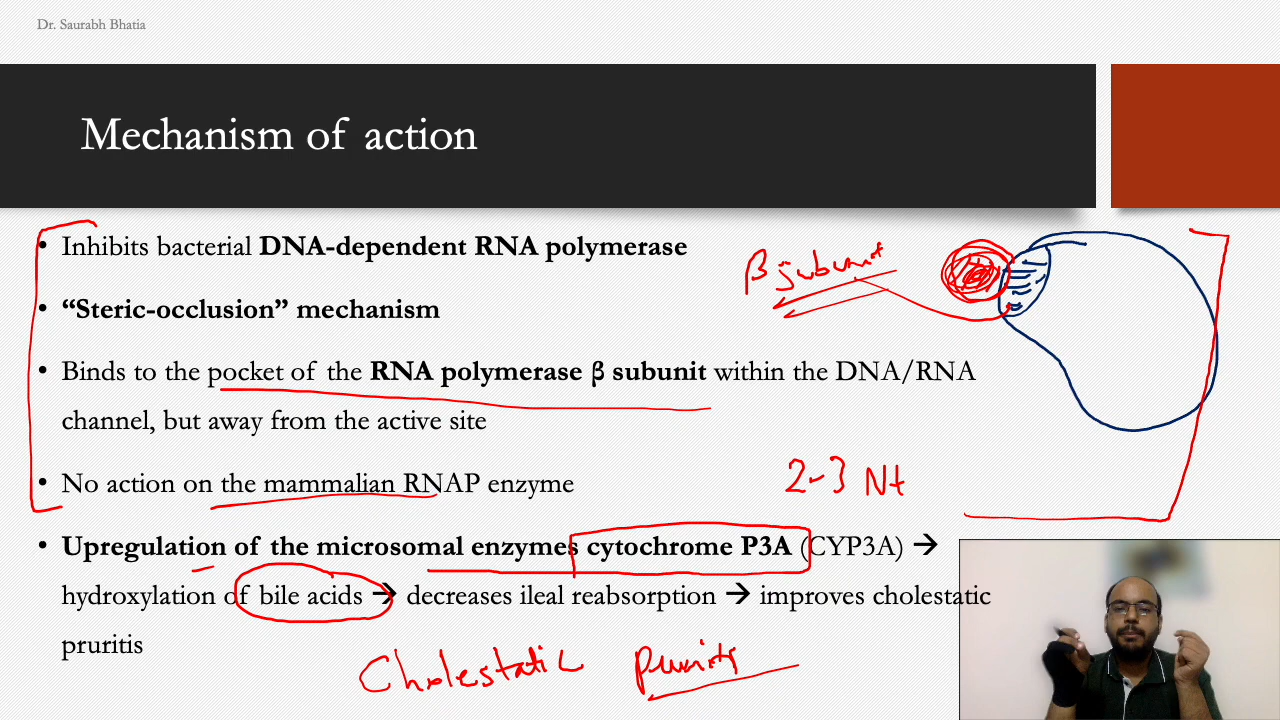 Dr. Saurabh Bhatia
Mechanism of action
• Inhibits bacterial DNA-dependent RNA polymerase
β subunit
• “Steric-occlusion” mechanism
• Binds to the pocket of the RNA polymerase β subunit within the DNA/RNA
channel, but away from the active site
• No action on the mammalian RNAP enzyme
2-3 Nt
• Upregulation of the microsomal enzymes cytochrome P3A (CYP3A) →
hydroxylation of bile acids → decreases ileal reabsorption → improves cholestatic
pruritis
Cholestatic pruritis